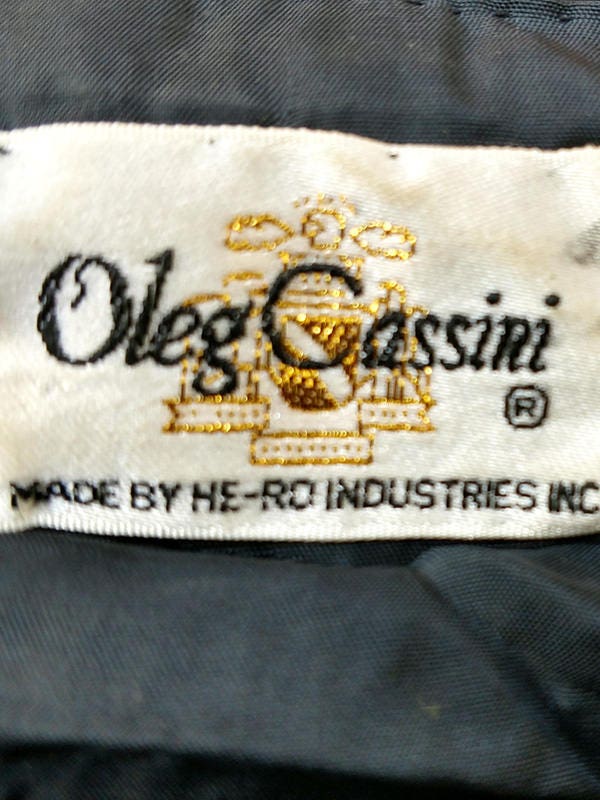 Oleg Cassini
®
MADE BY HE-RO INDUSTRIES INC